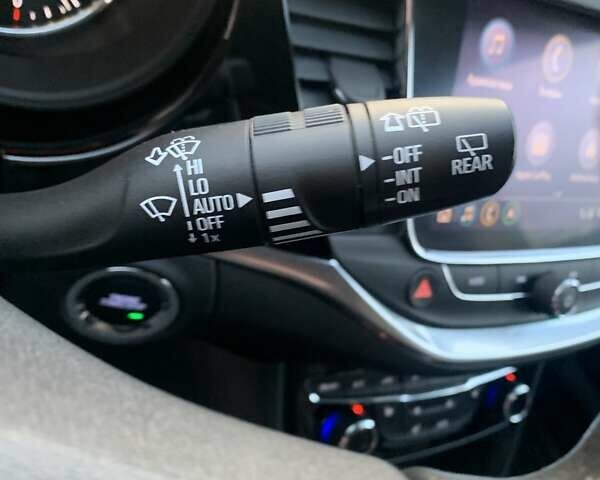 HI
LO
AUTO
OFF
1x
OFF
INT
ON
REAR